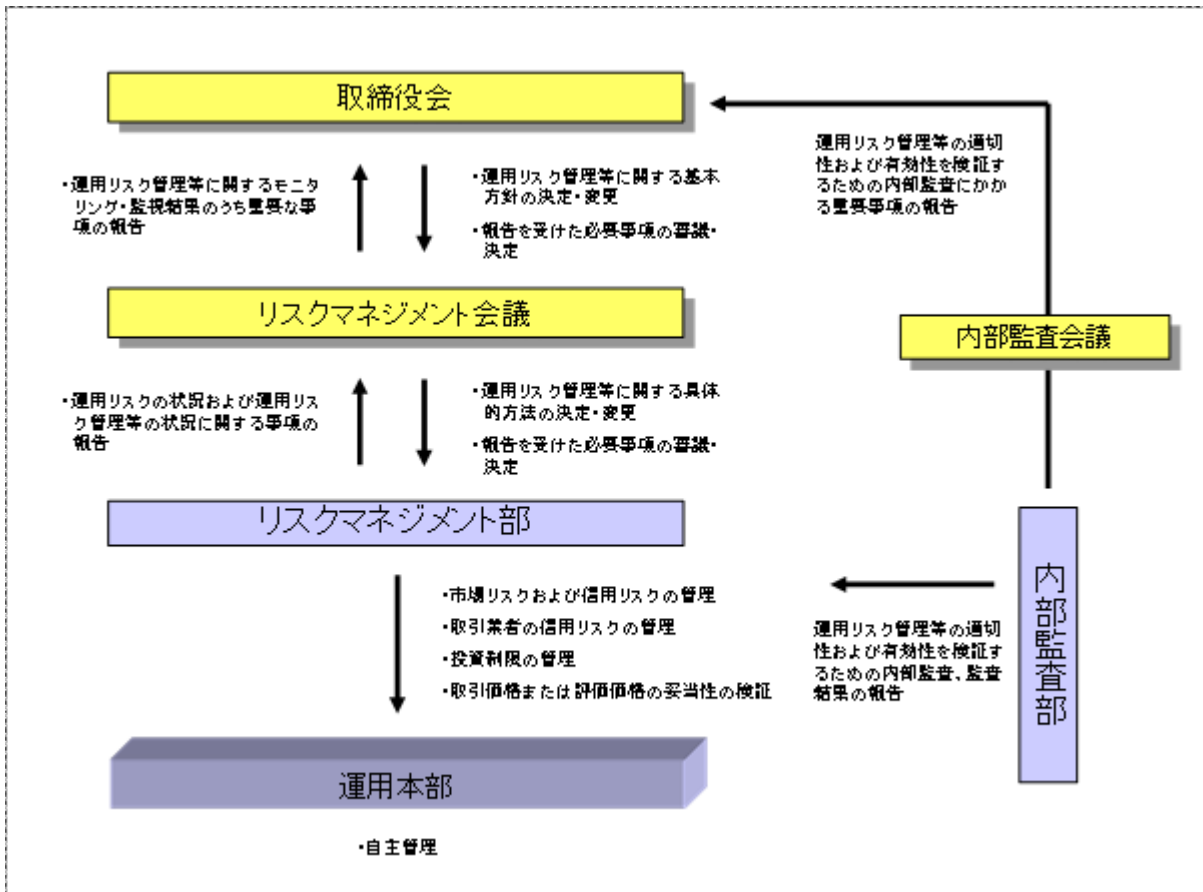 取締役会
・運用リスク管理等に関するモニタ
リング・監視結果のうち重要な事
項の報告
・運用リスク管理等に関する基本
方針の決定・変更
・報告を受けた必要事項の審議・
決定
運用リスク管理等の適切
性および有効性を検証す
るための内部監査にかか
る重要事項の報告
リスクマネジメント会議
内部監査会議
・運用リスクの状況および運用リス
ク管理等の状況に関する事項の
報告
・運用リスク管理等に関する具体
的方法の決定・変更
・報告を受けた必要事項の審議・
決定
リスクマネジメント部
・市場リスクおよび信用リスクの管理
・取引業者の信用リスクの管理
・投資制限の管理
・取引価格または評価価格の妥当性の検証
運用リスク管理等の適切
性および有効性を検証す
るための内部監査、監査
結果の報告
内部監査部
運用本部
・自主管理